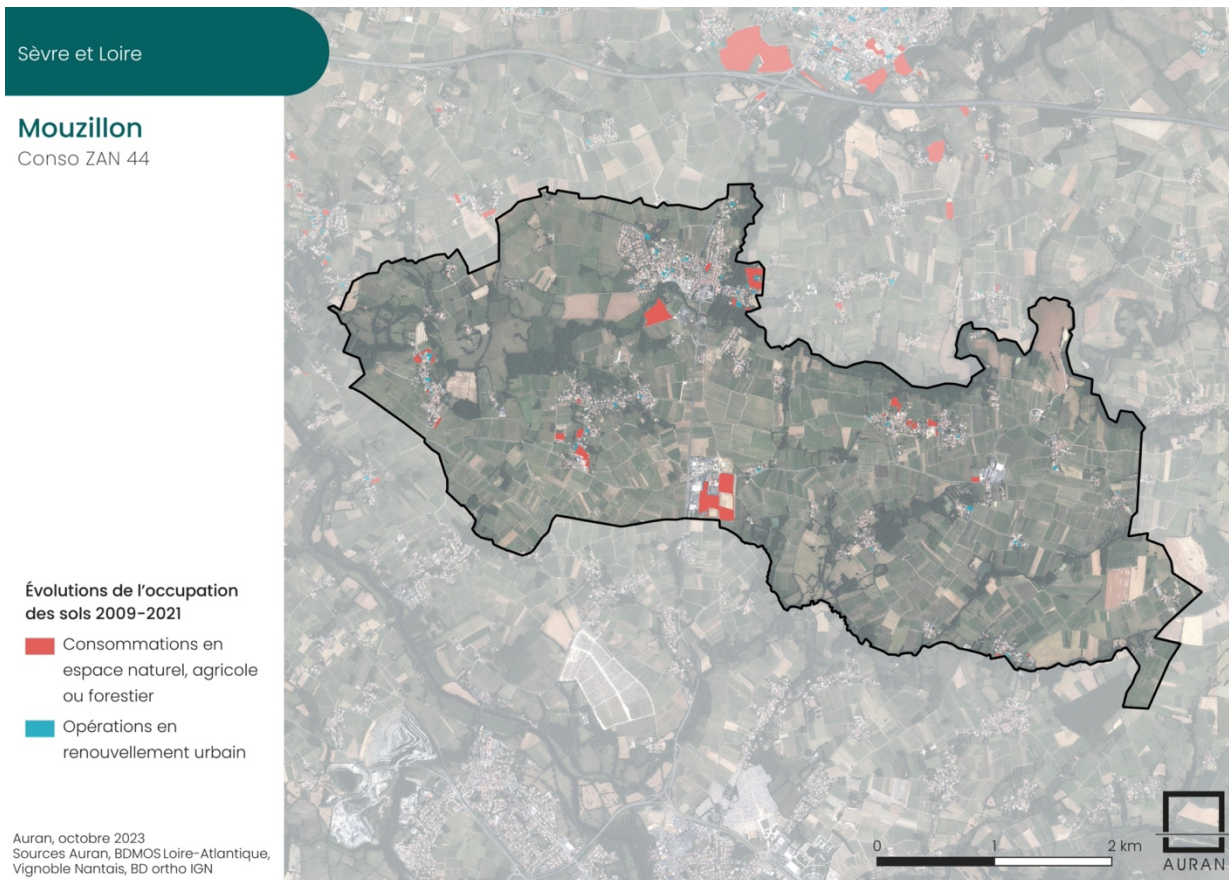 Sèvre et Loire
Mouzillon
Conso ZAN 44
Évolutions de l'occupation
des sols 2009-2021
Consommations en
espace naturel, agricole
ou forestier
Opérations en
renouvellement urbain
Auran, octobre 2023
Sources Auran, BDMOS Loire-Atlantique,
Vignoble Nantais, BD ortho IGN
0 1 2 km
AURAN